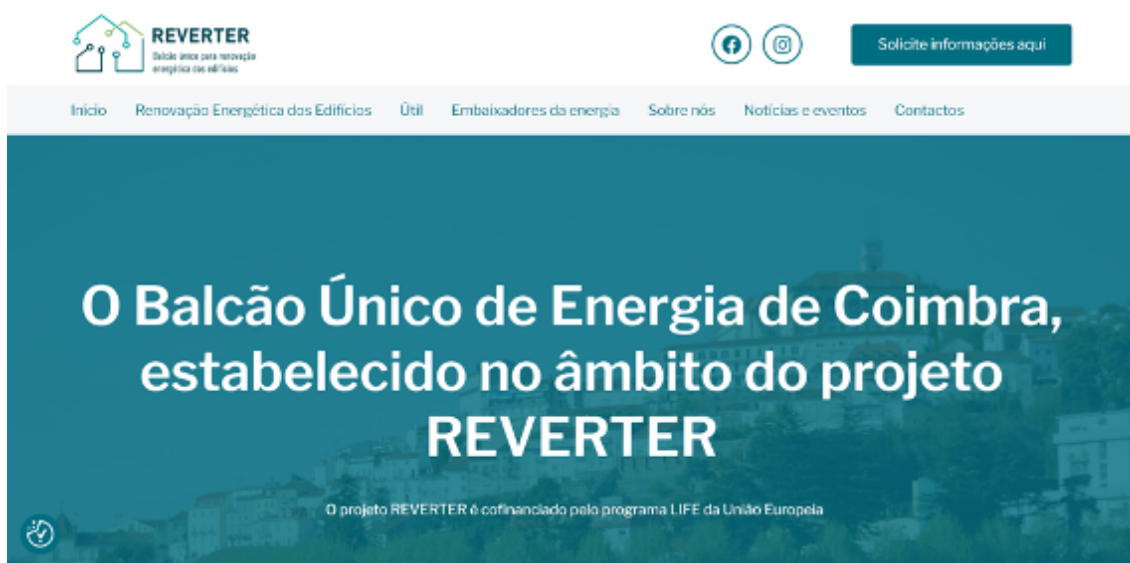 REVERTER
Balcão único para renovação
energética dos edifícios
Solicite informações aqui
Início Renovação Energética dos Edifícios Útil Embaixadores da energia Sobre nós Notícias e eventos Contactos
O Balcão Único de Energia de Coimbra,
estabelecido no âmbito do projeto
REVERTER
O projeto REVERTER é cofinanciado pelo programa LIFE da União Europeia